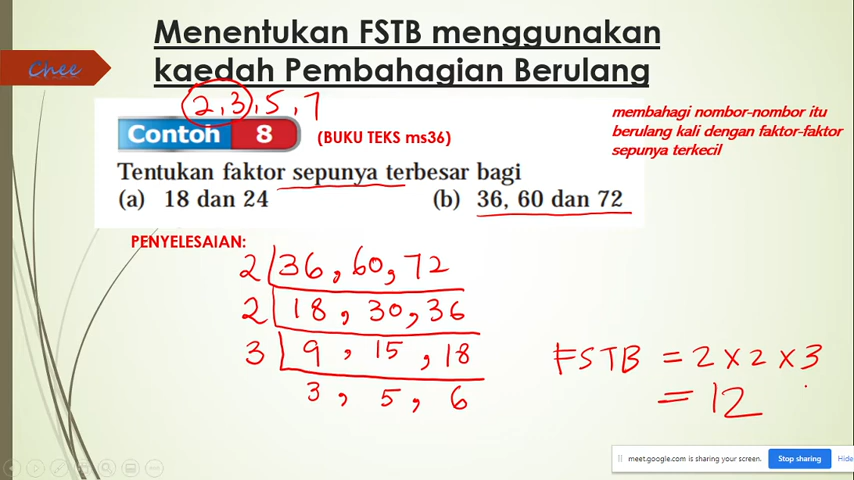 Menentukan FSTB menggunakan
kaedah Pembahagian Berulang
Chee
2, 3, 5, 7
Contoh 8 (BUKU TEKS ms36)
membahagi nombor-nombor itu
berulang kali dengan faktor-faktor
sepunya terkecil
Tentukan faktor sepunya terbesar bagi
(a) 18 dan 24 (b) 36, 60 dan 72
PENYELESAIAN:
2 36, 60, 72
2 18, 30, 36
3 9, 15, 18
3, 5, 6
FSTB = 2 x 2 x 3
= 12
meet.google.com is sharing your screen. Stop sharing Hide